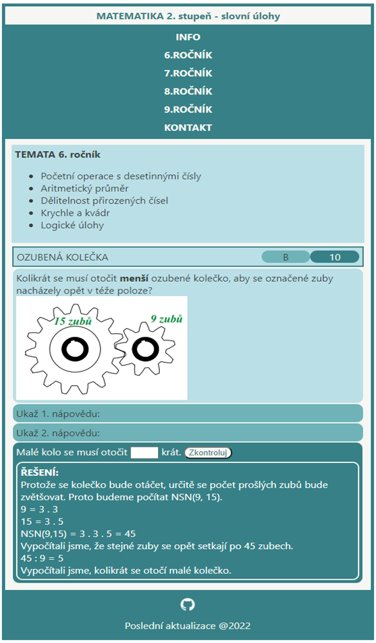 MATEMATIKA 2. stupeň - slovní úlohy
INFO
6.ROČNÍK
7.ROČNÍK
8.ROČNÍK
9.ROČNÍK
KONTAKT
TEMATA 6. ročník
Početní operace s desetinnými čísly
Aritmetický průměr
Dělitelnost přirozených čísel
Krychle a kvádr
Logické úlohy
OZUBENÁ KOLEČKA B 10
Kolikrát se musí otočit menší ozubené kolečko, aby se označené zuby
nacházely opět v téže poloze?
15 zubů 9 zubů
Ukaž 1. nápovědu:
Ukaž 2. nápovědu:
Malé kolo se musí otočit krát. Zkontroluj
ŘEŠENÍ:
Protože se kolečko bude otáčet, určitě se počet prošlých zubů bude
zvětšovat. Proto budeme počítat NSN(9, 15).
9 = 3 . 3
15 = 3 . 5
NSN(9,15) = 3 . 3 . 5 = 45
Vypočítali jsme, že stejné zuby se opět setkají po 45 zubech.
45 : 9 = 5
Vypočítali jsme, kolikrát se otočí malé kolečko.
Poslední aktualizace @2022